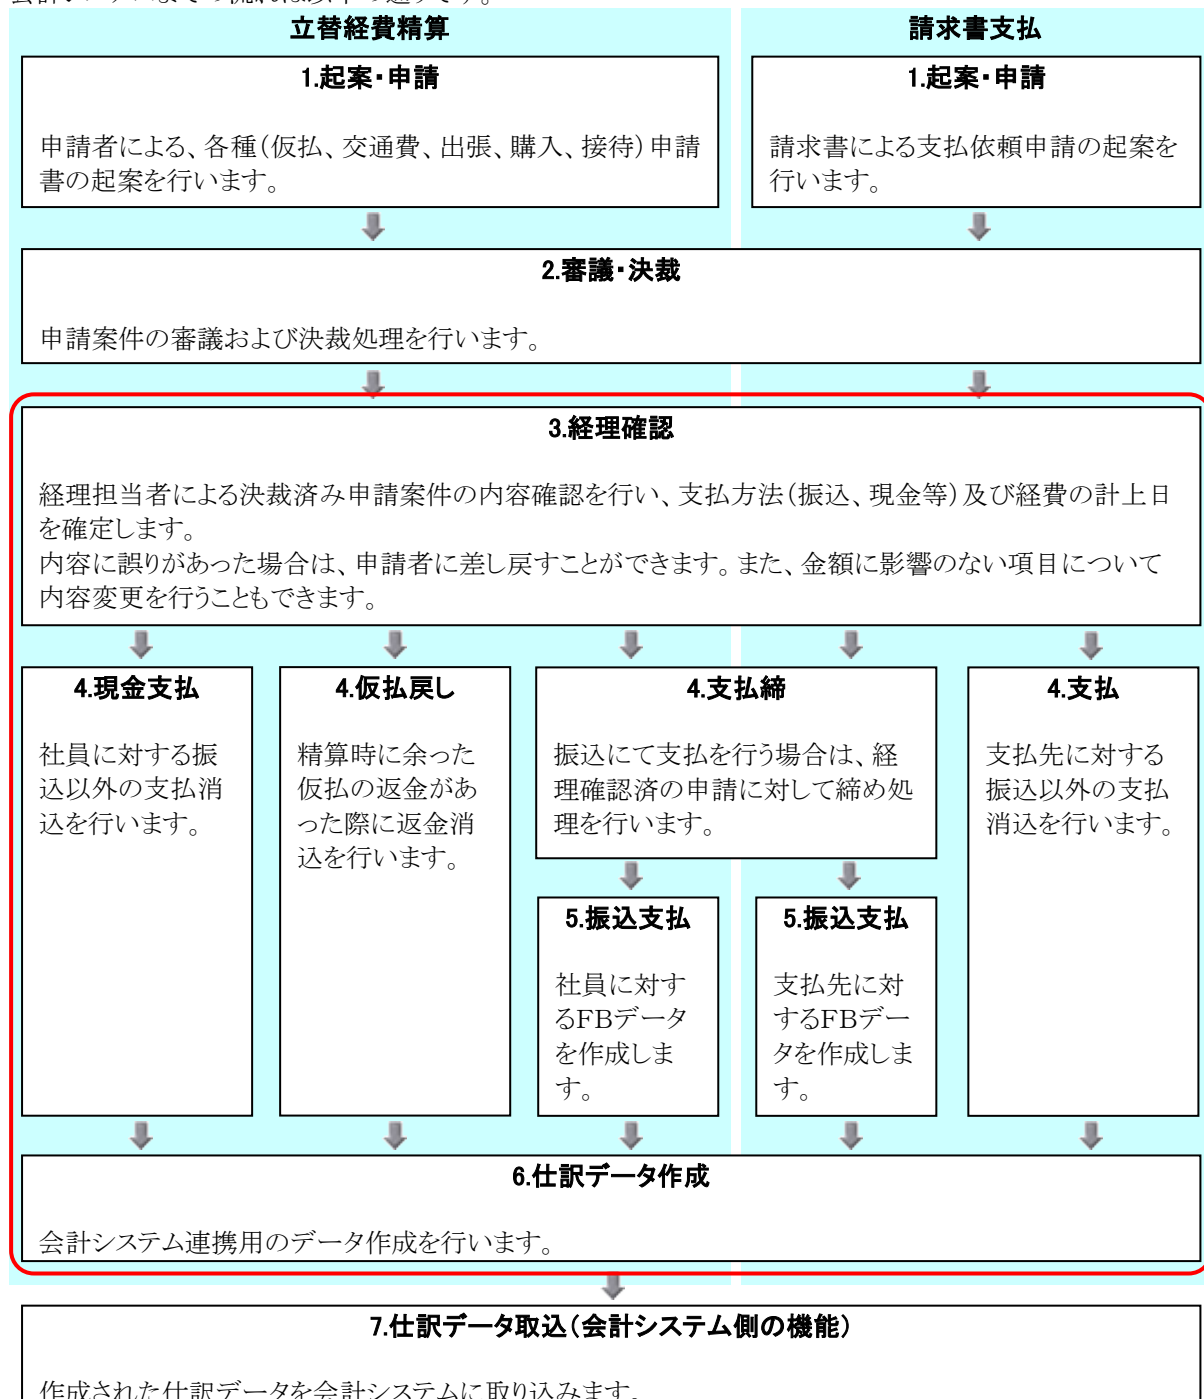 会計システムまでの流れは以下の通りです。
立替経費精算
請求書支払
1.起案・申請
申請者による、各種(仮払、交通費、出張、購入、接待)申請
書の起案を行います。
1.起案・申請
請求書による支払依頼申請の起案を
行います。
2.審議・決裁
申請案件の審議および決裁処理を行います。
3.経理確認
経理担当者による決裁済み申請案件の内容確認を行い、支払方法(振込、現金等)及び経費の計上日
を確定します。
内容に誤りがあった場合は、申請者に差し戻すことができます。また、金額に影響のない項目について
内容変更を行うこともできます。
4.現金支払
社員に対する振
込以外の支払消
込を行います。
4.仮払戻し
精算時に余った
仮払の返金があ
った際に返金消
込を行います。
4.支払締
振込にて支払を行う場合は、経
理確認済の申請に対して締め処
理を行います。
4.支払
支払先に対する
振込以外の支払
消込を行います。
5.振込支払
社員に対す
るFBデータ
を作成しま
す。
5.振込支払
支払先に対
するFBデー
タを作成しま
す。
6.仕訳データ作成
会計システム連携用のデータ作成を行います。
7.仕訳データ取込(会計システム側の機能)
作成された仕訳データを会計システムに取り込みます。